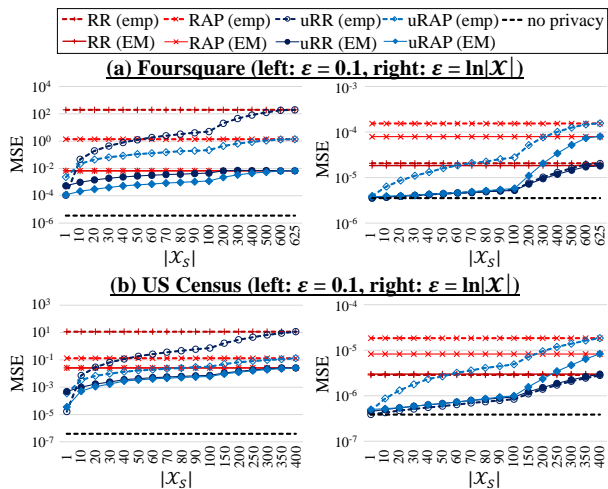 RR (emp) RAP (emp) uRR (emp) uRAP (emp) no privacy
RR (EM) RAP (EM) uRR (EM) uRAP (EM)
(a) Foursquare (left: ε = 0.1, right: ε = ln|𝒳|)
MSE
10⁴
10²
10⁰
10⁻²
10⁻⁴
10⁻⁶
1 10 20 30 40 50 60 70 80 90 100 200 300 400 500 600 625
|𝒳_S|
MSE
10⁻³
10⁻⁴
10⁻⁵
10⁻⁶
1 10 20 30 40 50 60 70 80 90 100 200 300 400 500 600 625
|𝒳_S|
(b) US Census (left: ε = 0.1, right: ε = ln|𝒳|)
MSE
10³
10¹
10⁻¹
10⁻³
10⁻⁵
10⁻⁷
1 10 20 30 40 50 60 70 80 90 100 150 200 250 300 350 400
|𝒳_S|
MSE
10⁻⁴
10⁻⁵
10⁻⁶
10⁻⁷
1 10 20 30 40 50 60 70 80 90 100 150 200 250 300 350 400
|𝒳_S|